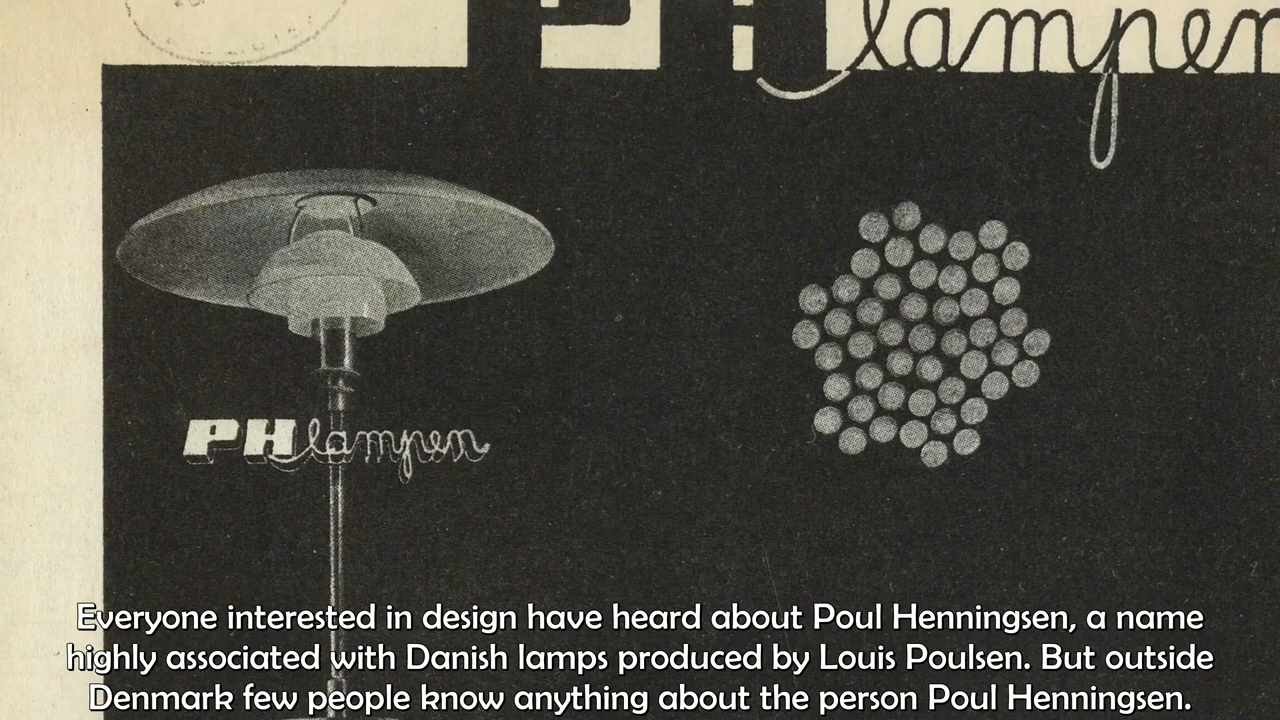 PH lampen
PH lampen
Everyone interested in design have heard about Poul Henningsen, a name
highly associated with Danish lamps produced by Louis Poulsen. But outside
Denmark few people know anything about the person Poul Henningsen.